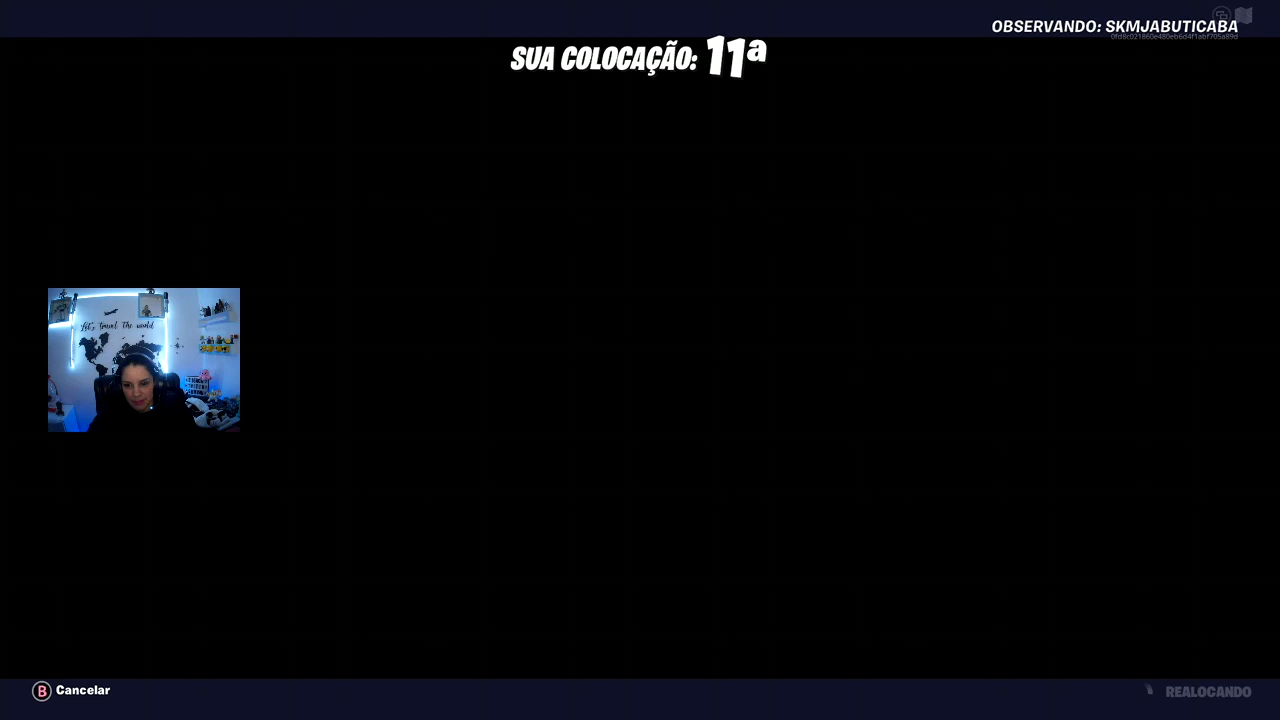 OBSERVANDO: SKMJABUTICABA
SUA COLOCAÇÃO: 11ª
Let's travel the world
B Cancelar
REALOCANDO